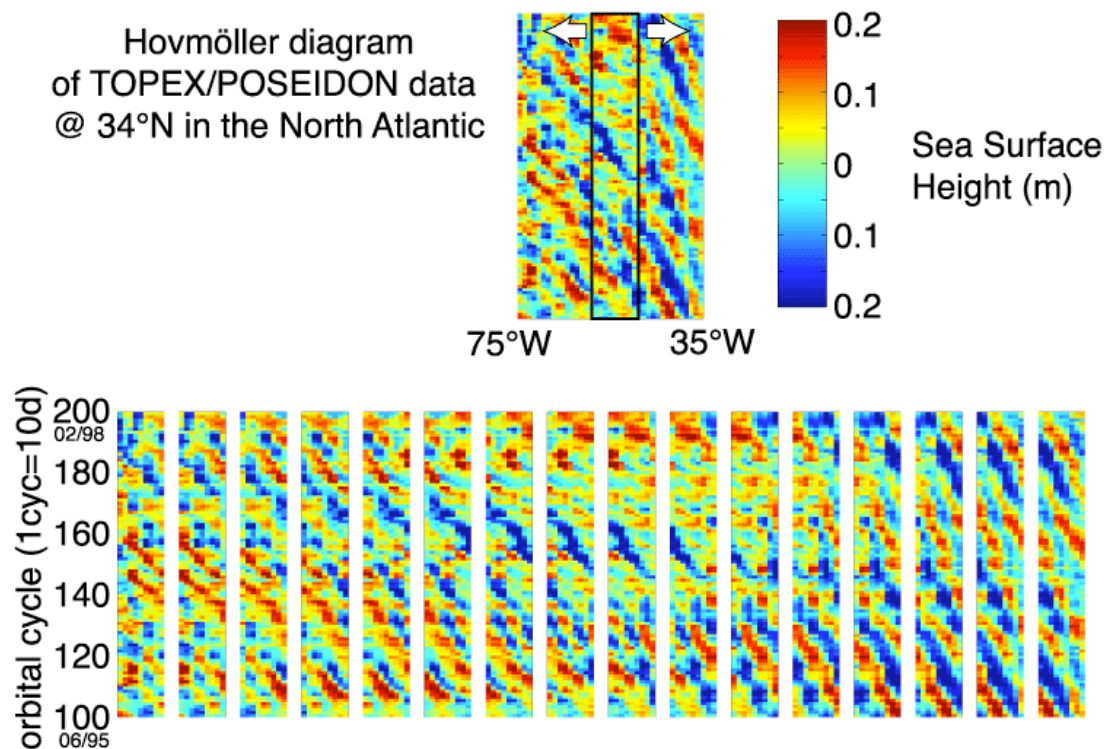 Hovmöller diagram
of TOPEX/POSEIDON data
@ 34°N in the North Atlantic
0.2
0.1
0
0.1
0.2
Sea Surface
Height (m)
75°W
35°W
orbital cycle (1cyc=10d)
200
02/98
180
160
140
120
100
06/95